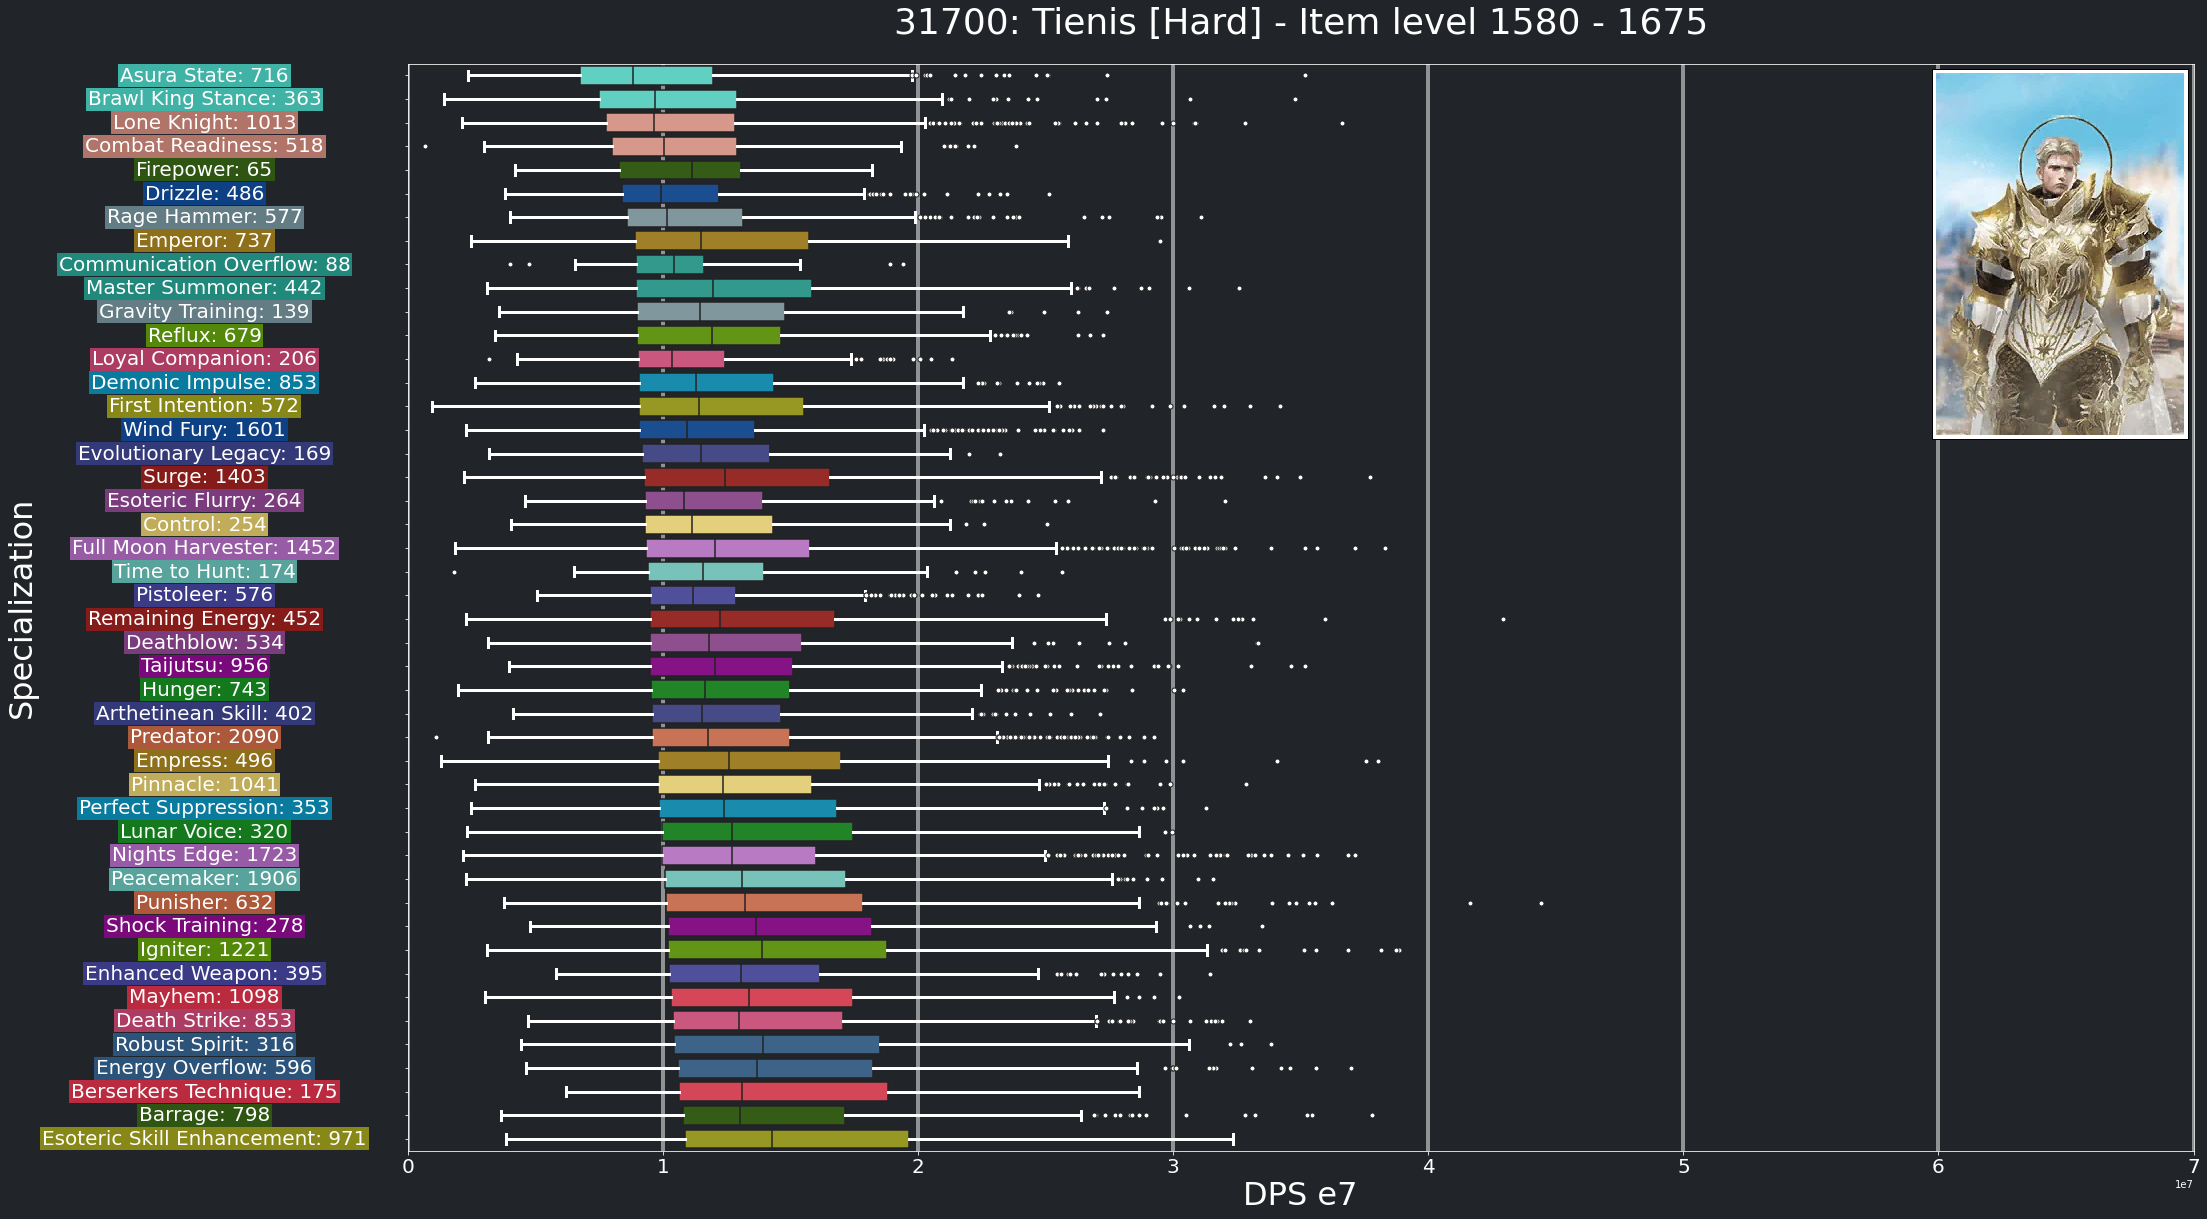 31700: Tienis [Hard] - Item level 1580 - 1675
Specialization
Asura State: 716
Brawl King Stance: 363
Lone Knight: 1013
Combat Readiness: 518
Firepower: 65
Drizzle: 486
Rage Hammer: 577
Emperor: 737
Communication Overflow: 88
Master Summoner: 442
Gravity Training: 139
Reflux: 679
Loyal Companion: 206
Demonic Impulse: 853
First Intention: 572
Wind Fury: 1601
Evolutionary Legacy: 169
Surge: 1403
Esoteric Flurry: 264
Control: 254
Full Moon Harvester: 1452
Time to Hunt: 174
Pistoleer: 576
Remaining Energy: 452
Deathblow: 534
Taijutsu: 956
Hunger: 743
Arthetinean Skill: 402
Predator: 2090
Empress: 496
Pinnacle: 1041
Perfect Suppression: 353
Lunar Voice: 320
Nights Edge: 1723
Peacemaker: 1906
Punisher: 632
Shock Training: 278
Igniter: 1221
Enhanced Weapon: 395
Mayhem: 1098
Death Strike: 853
Robust Spirit: 316
Energy Overflow: 596
Berserkers Technique: 175
Barrage: 798
Esoteric Skill Enhancement: 971
0 1 2 3 4 5 6 7
1e7
DPS e7